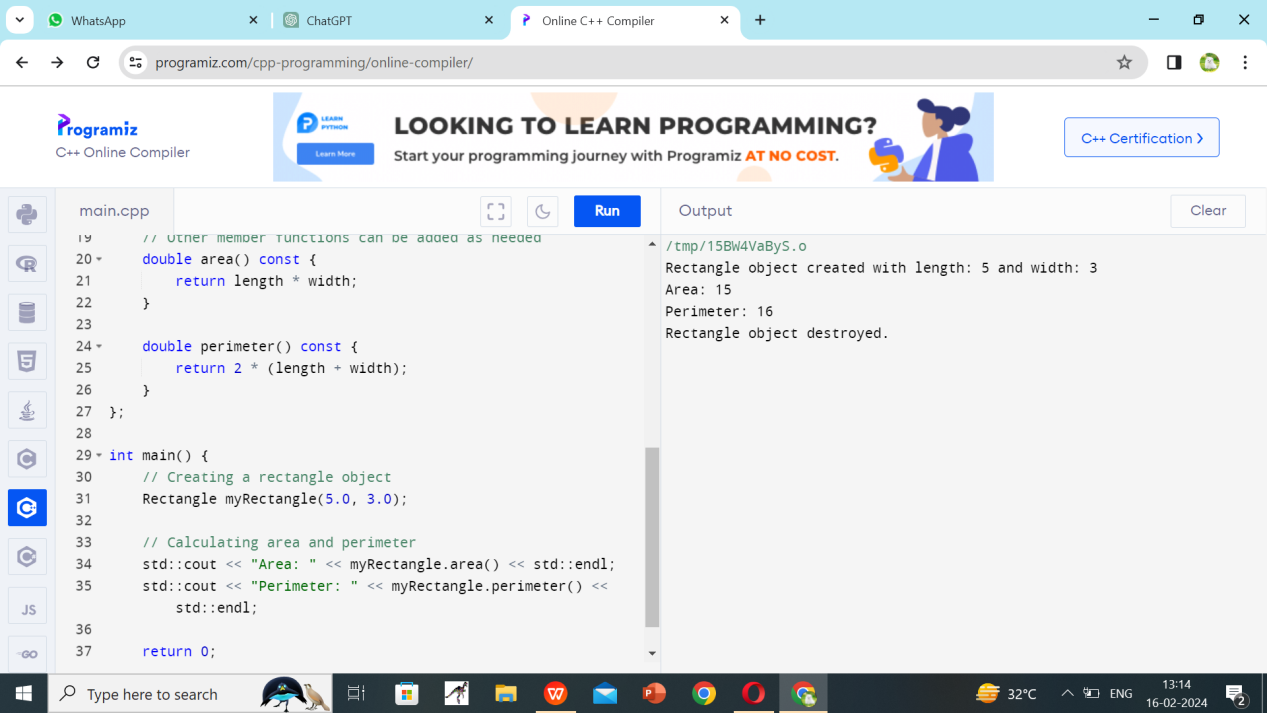 WhatsApp
ChatGPT
Online C++ Compiler
programiz.com/cpp-programming/online-compiler/
Programiz
C++ Online Compiler
LEARN
PYTHON
Learn More
LOOKING TO LEARN PROGRAMMING?
Start your programming journey with Programiz AT NO COST.
C++ Certification
main.cpp
Run
Output
Clear
19     // Other member functions can be added as needed
20     double area() const {
21         return length * width;
22     }
23
24     double perimeter() const {
25         return 2 * (length + width);
26     }
27 };
28
29 int main() {
30     // Creating a rectangle object
31     Rectangle myRectangle(5.0, 3.0);
32
33     // Calculating area and perimeter
34     std::cout << "Area: " << myRectangle.area() << std::endl;
35     std::cout << "Perimeter: " << myRectangle.perimeter() <<
        std::endl;
36
37     return 0;
/tmp/15BW4VaByS.o
Rectangle object created with length: 5 and width: 3
Area: 15
Perimeter: 16
Rectangle object destroyed.
JS
GO
Type here to search
32°C
ENG
13:14
16-02-2024
2